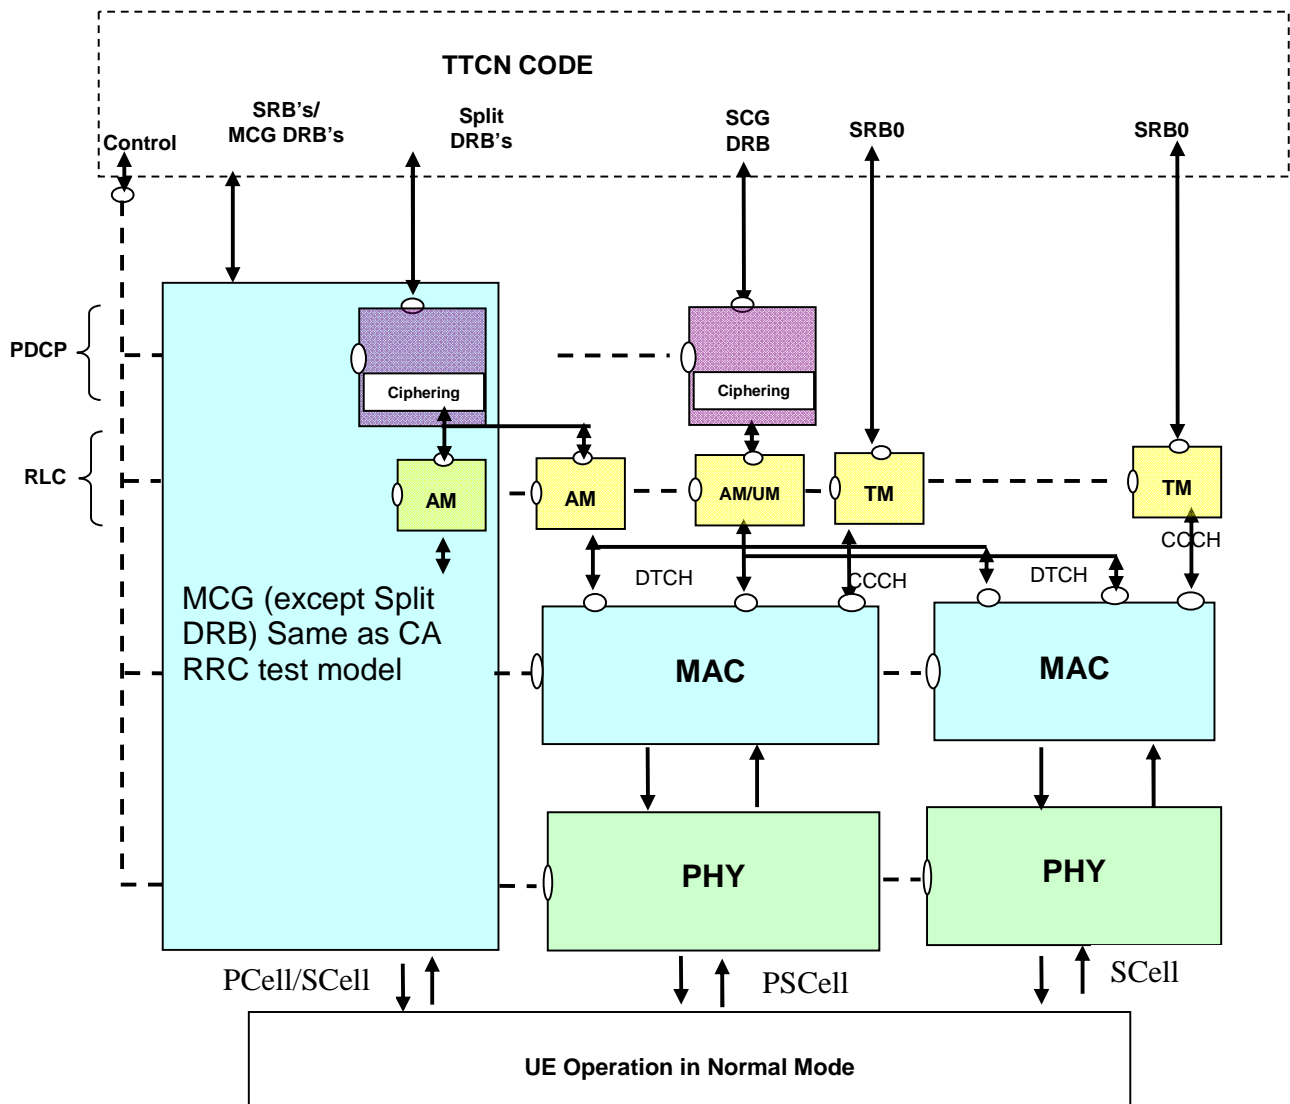 TTCN CODE
Control
SRB's/
MCG DRB's
Split
DRB's
SCG
DRB
SRB0
SRB0
PDCP
Ciphering
Ciphering
RLC
AM
AM
AM/UM
TM
TM
DTCH
CCCH
DTCH
CCCH
MCG (except Split
DRB) Same as CA
RRC test model
MAC
MAC
PHY
PHY
PCell/SCell
PSCell
SCell
UE Operation in Normal Mode